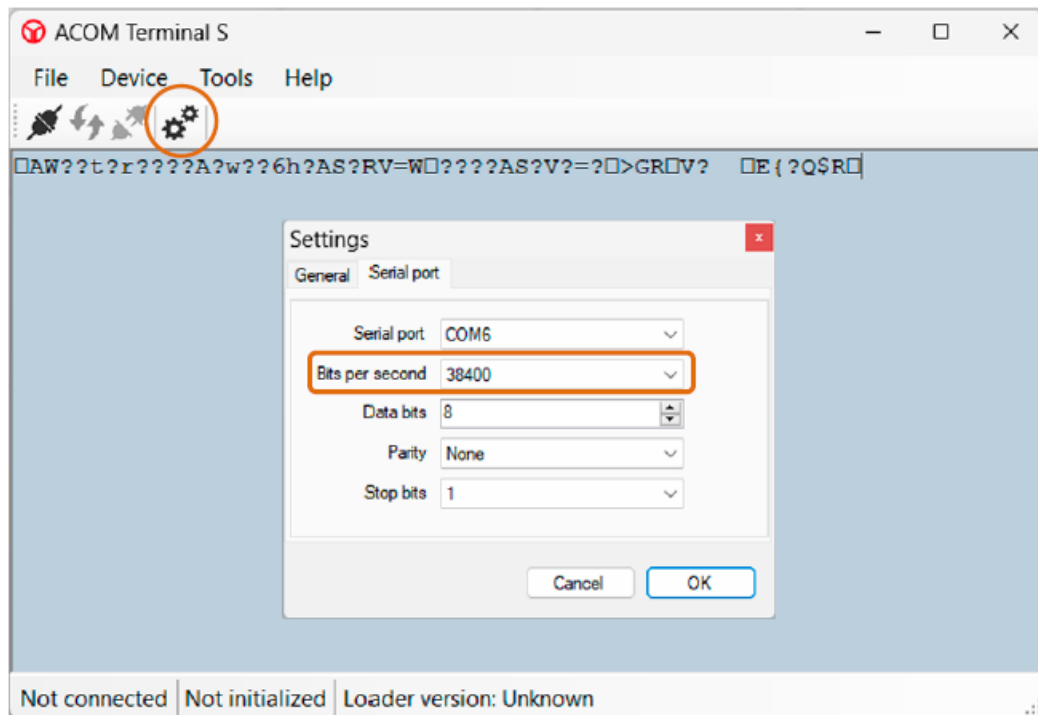 ACOM Terminal S
File Device Tools Help
□AW??t?r????A?w??6h?AS?RV=W□????AS?V?=?□>GR□V? □E{?Q$R□
Settings
General Serial port
Serial port COM6
Bits per second 38400
Data bits 8
Parity None
Stop bits 1
Cancel OK
Not connected Not initialized Loader version: Unknown